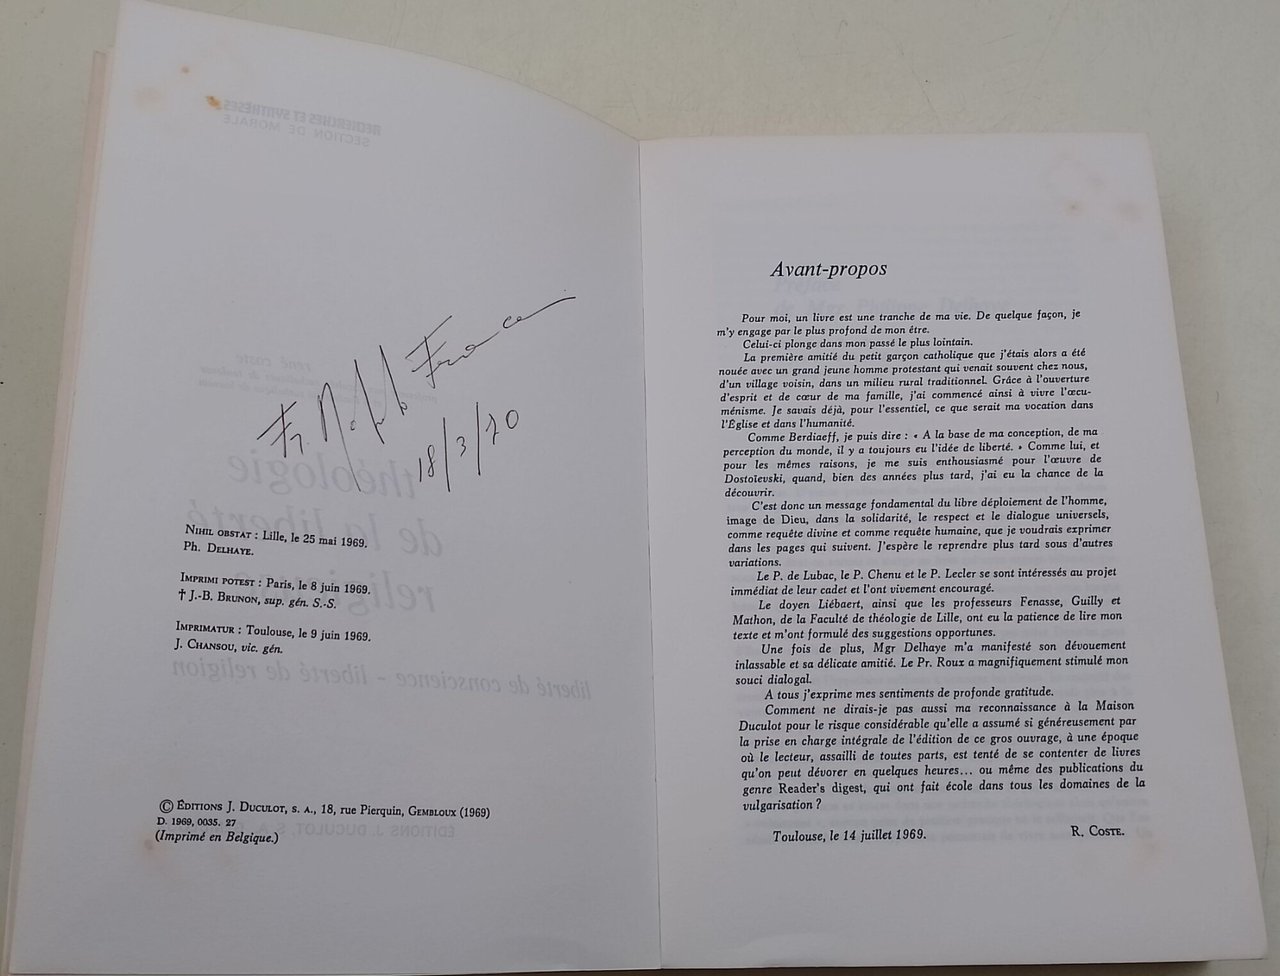 18/3/70
NIHIL OBSTAT : Lille, le 25 mai 1969.
Ph. DELHAYE.
IMPRIMI POTEST : Paris, le 8 juin 1969.
† J.-B. BRUNON, sup. gén. S.-S.
IMPRIMATUR : Toulouse, le 9 juin 1969.
J. CHANSOU, vic. gén.
© ÉDITIONS J. DUCULOT, S. A., 18, rue Pierquin, GEMBLOUX (1969)
D. 1969, 0035. 27
(Imprimé en Belgique.)
Avant-propos
Pour moi, un livre est une tranche de ma vie. De quelque façon, je
m'y engage par le plus profond de mon être.
Celui-ci plonge dans mon passé le plus lointain.
La première amitié du petit garçon catholique que j'étais alors a été
nouée avec un grand jeune homme protestant qui venait souvent chez nous,
d'un village voisin, dans un milieu rural traditionnel. Grâce à l'ouverture
d'esprit et de cœur de ma famille, j'ai commencé ainsi à vivre l'œcu-
ménisme. Je savais déjà, pour l'essentiel, ce que serait ma vocation dans
l'Église et dans l'humanité.
Comme Berdiaeff, je puis dire : « A la base de ma conception, de ma
perception du monde, il y a toujours eu l'idée de liberté. » Comme lui, et
pour les mêmes raisons, je me suis enthousiasmé pour l'œuvre de
Dostoïevski, quand, bien des années plus tard, j'ai eu la chance de la
découvrir.
C'est donc un message fondamental du libre déploiement de l'homme,
image de Dieu, dans la solidarité, le respect et le dialogue universels,
comme requête divine et comme requête humaine, que je voudrais exprimer
dans les pages qui suivent. J'espère le reprendre plus tard sous d'autres
variations.
Le P. de Lubac, le P. Chenu et le P. Lecler se sont intéressés au projet
immédiat de leur cadet et l'ont vivement encouragé.
Le doyen Liébaert, ainsi que les professeurs Fenasse, Guilly et
Mathon, de la Faculté de théologie de Lille, ont eu la patience de lire mon
texte et m'ont formulé des suggestions opportunes.
Une fois de plus, Mgr Delhaye m'a manifesté son dévouement
inlassable et sa délicate amitié. Le Pr. Roux a magnifiquement stimulé mon
souci dialogal.
A tous j'exprime mes sentiments de profonde gratitude.
Comment ne dirais-je pas aussi ma reconnaissance à la Maison
Duculot pour le risque considérable qu'elle a assumé si généreusement par
la prise en charge intégrale de l'édition de ce gros ouvrage, à une époque
où le lecteur, assailli de toutes parts, est tenté de se contenter de livres
qu'on peut dévorer en quelques heures... ou même des publications du
genre Reader's digest, qui ont fait école dans tous les domaines de la
vulgarisation ?
Toulouse, le 14 juillet 1969. R. COSTE.